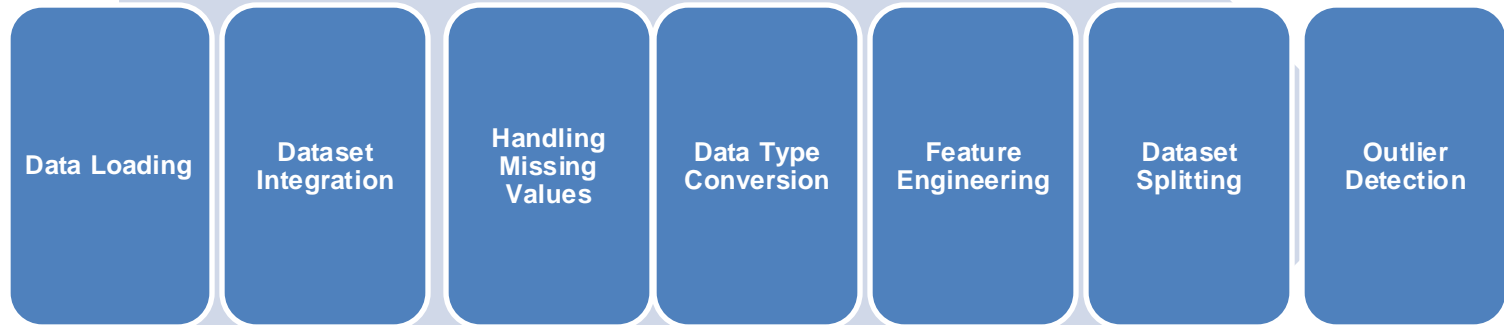 Data Loading
Dataset
Integration
Handling
Missing
Values
Data Type
Conversion
Feature
Engineering
Dataset
Splitting
Outlier
Detection